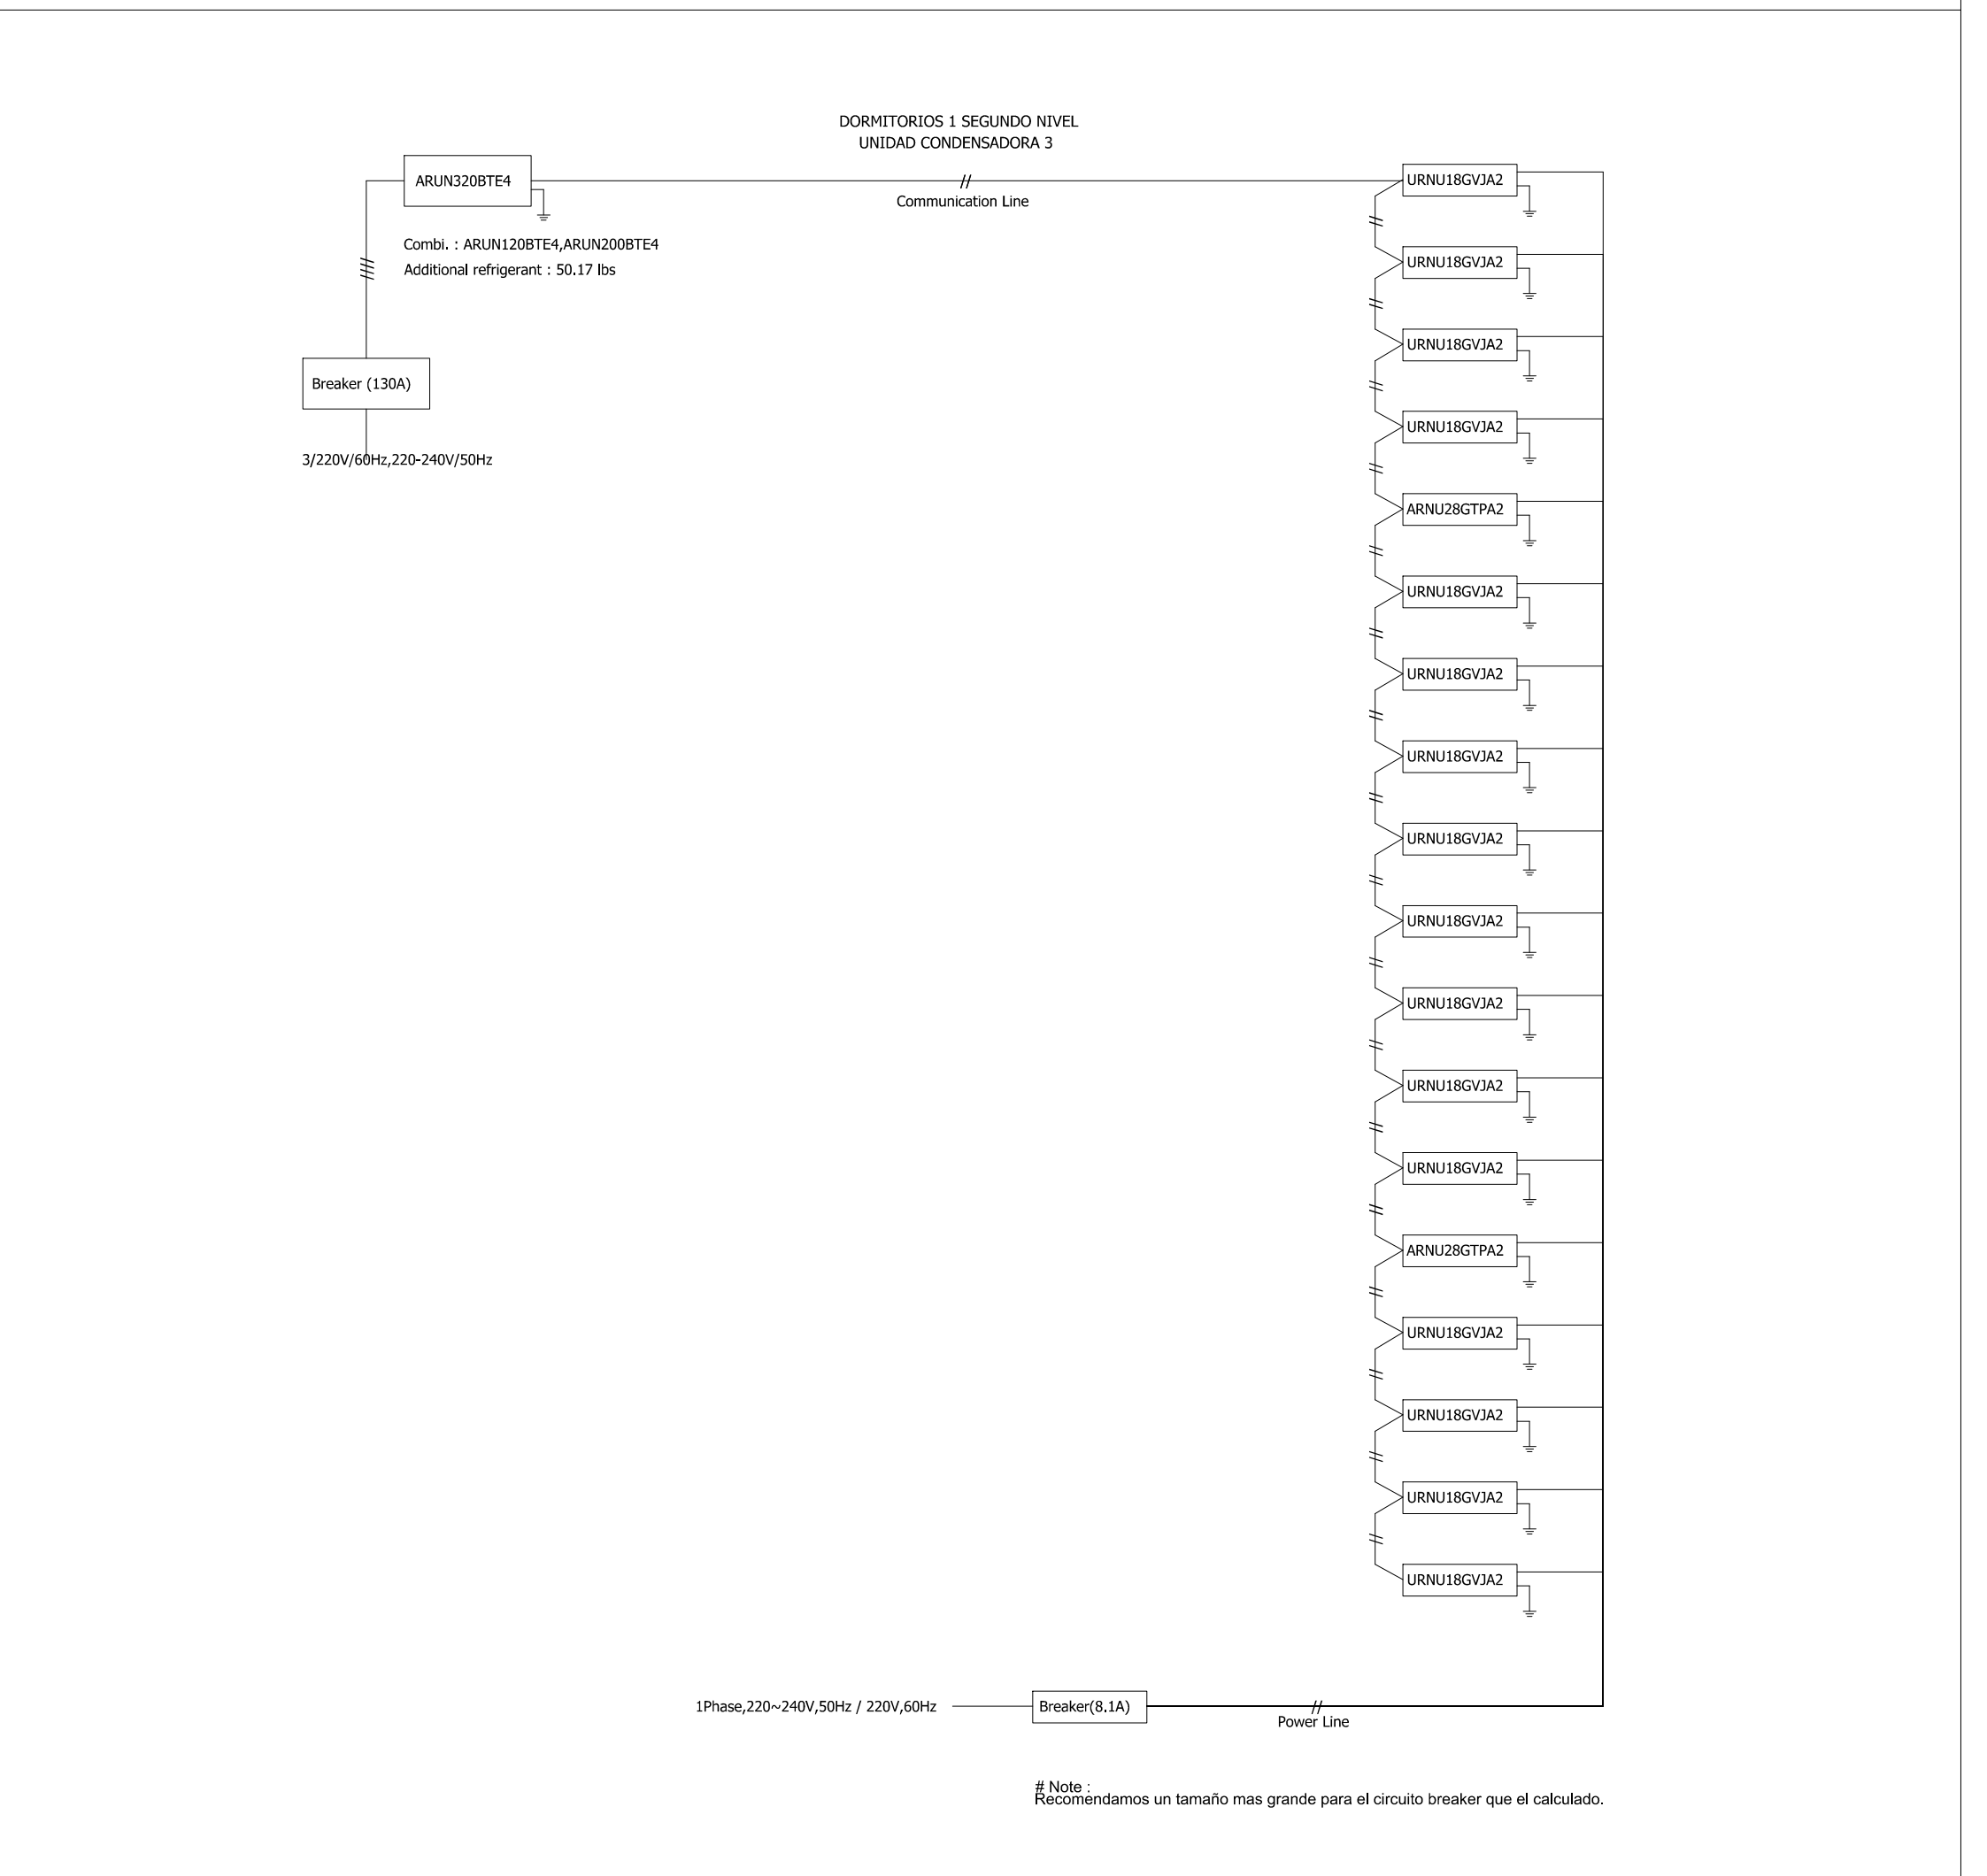 DORMITORIOS 1 SEGUNDO NIVEL
UNIDAD CONDENSADORA 3
ARUN320BTE4
Communication Line
Combi. : ARUN120BTE4,ARUN200BTE4
Additional refrigerant : 50.17 lbs
Breaker (130A)
3/220V/60Hz,220-240V/50Hz
URNU18GVJA2
URNU18GVJA2
URNU18GVJA2
URNU18GVJA2
ARNU28GTPA2
URNU18GVJA2
URNU18GVJA2
URNU18GVJA2
URNU18GVJA2
URNU18GVJA2
URNU18GVJA2
URNU18GVJA2
URNU18GVJA2
ARNU28GTPA2
URNU18GVJA2
URNU18GVJA2
URNU18GVJA2
URNU18GVJA2
1Phase,220~240V,50Hz / 220V,60Hz
Breaker(8.1A)
Power Line
# Note :
Recomendamos un tamaño mas grande para el circuito breaker que el calculado.